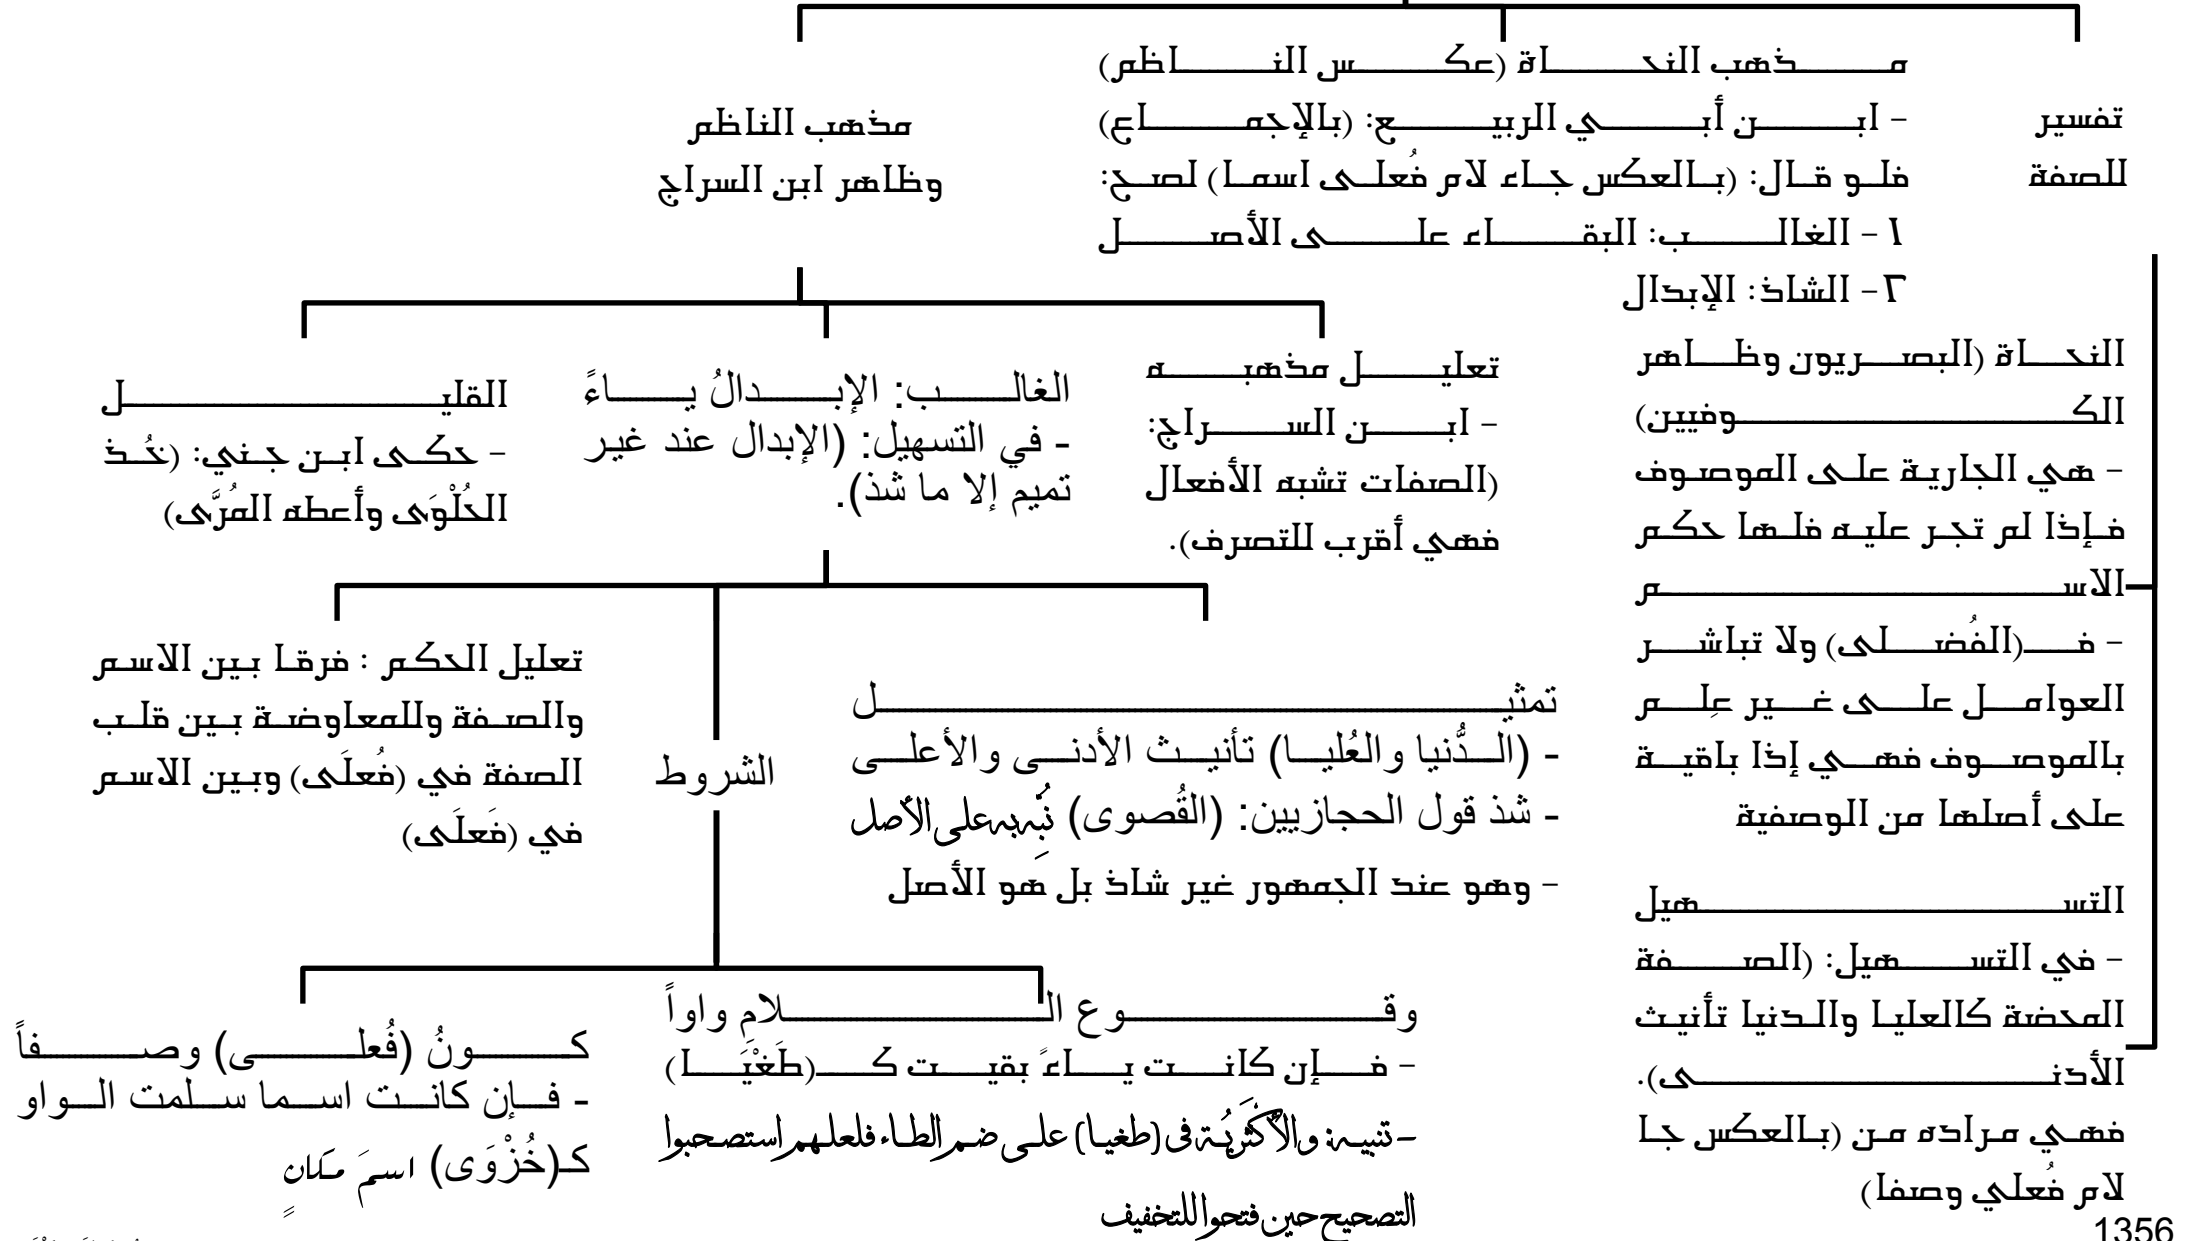 تفسير
للصفة
مذهب النحاة (عكس الناظم)
- ابن أبي الربيع: (بالإجماع)
فلو قال: (بالعكس جاء لام فُعلى اسما) لصح:
١- الغالب: البقاء على الأصل
٢- الشاذ: الإبدال
مذهب الناظم
وظاهر ابن السراج
النحاة (البصريون وظاهر
الكوفيين)
- هي الجارية على الموصوف
فإذا لم تجر عليه فلها حكم
الاسم
- فـ(الفُضلى) ولا تباشر
العوامل على غير عِلم
بالموصوف فهي إذا باقية
على أصلها من الوصفية
التسهيل
- في التسهيل: (الصفة
المحضة كالعليا والدنيا تأنيث
الأدنى).
فهي مراده من (بالعكس جا
لام فُعلي وصفا)
تعليل مذهبه
- ابن السراج:
(الصفات تشبه الأفعال
فهي أقرب للتصرف).
الغالب: الإبدالُ ياءً
- في التسهيل: (الإبدال عند غير
تميم إلا ما شذ).
القليل
- حكى ابن جني: (خُذ
الحُلْوَى وأعطه المُرَّى)
تمثيل
- (الدُّنيا والعُليا) تأنيث الأدنى والأعلى
- شذ قول الحجازيين: (القُصوى) نُبِّه به على الأصل
- وهو عند الجمهور غير شاذ بل هو الأصل
الشروط
تعليل الحكم : فرقا بين الاسم
والصفة وللمعاوضة بين قلب
الصفة في (فُعلَى) وبين الاسم
في (فَعلَى)
وقوع اللامِ واواً
- فإن كانت ياءً بقيت كـ(طَغْيَا)
- تنبيه: والأكثريُّة في (طغيا) على ضم الطاء فلعلهم استصحبوا
التصحيح حين فتحوا للتخفيف
كونُ (فُعلى) وصفاً
- فإن كانت اسما سلمت الواو
كـ(خُزْوَى) اسمَ مكانٍ
1356